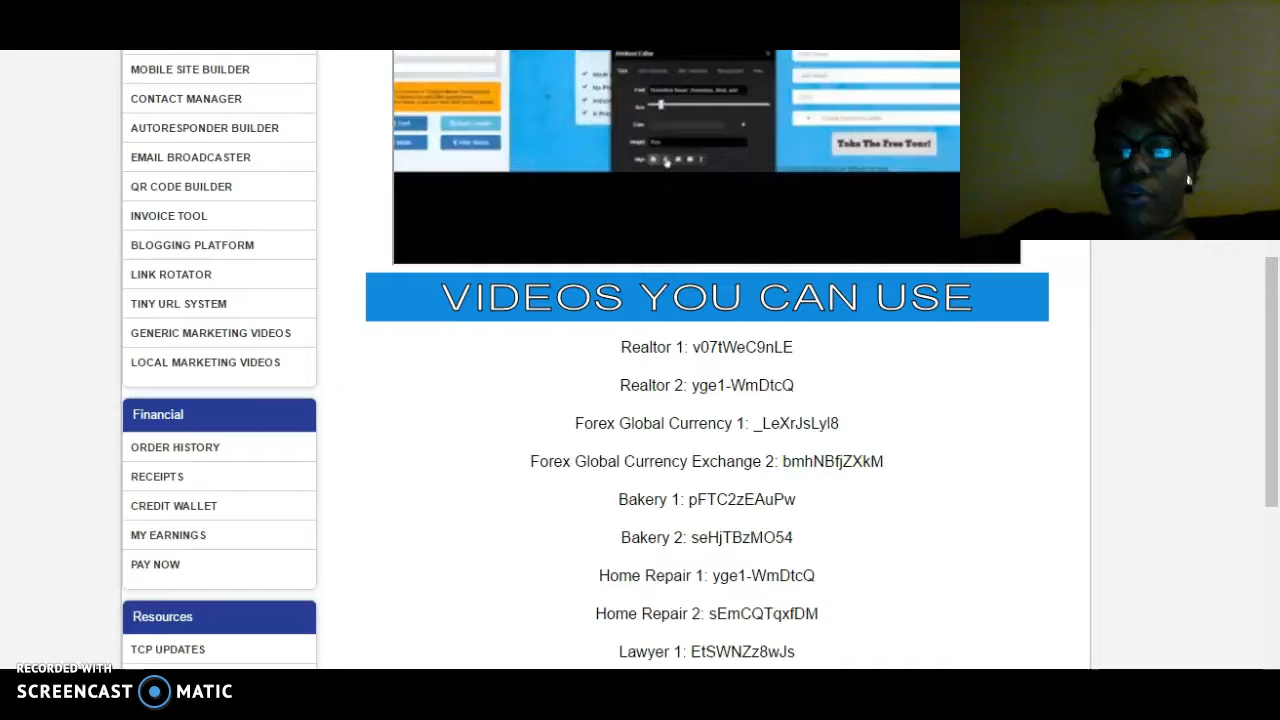 MOBILE SITE BUILDER
CONTACT MANAGER
AUTORESPONDER BUILDER
EMAIL BROADCASTER
QR CODE BUILDER
INVOICE TOOL
BLOGGING PLATFORM
LINK ROTATOR
TINY URL SYSTEM
GENERIC MARKETING VIDEOS
LOCAL MARKETING VIDEOS
Financial
ORDER HISTORY
RECEIPTS
CREDIT WALLET
MY EARNINGS
PAY NOW
Resources
TCP UPDATES
Take The Free Tour!
VIDEOS YOU CAN USE
Realtor 1: v07tWeC9nLE
Realtor 2: yge1-WmDtcQ
Forex Global Currency 1: _LeXrJsLyl8
Forex Global Currency Exchange 2: bmhNBfjZXkM
Bakery 1: pFTC2zEAuPw
Bakery 2: seHjTBzMO54
Home Repair 1: yge1-WmDtcQ
Home Repair 2: sEmCQTqxfDM
Lawyer 1: EtSWNZz8wJs
RECORDED WITH
SCREENCAST MATIC